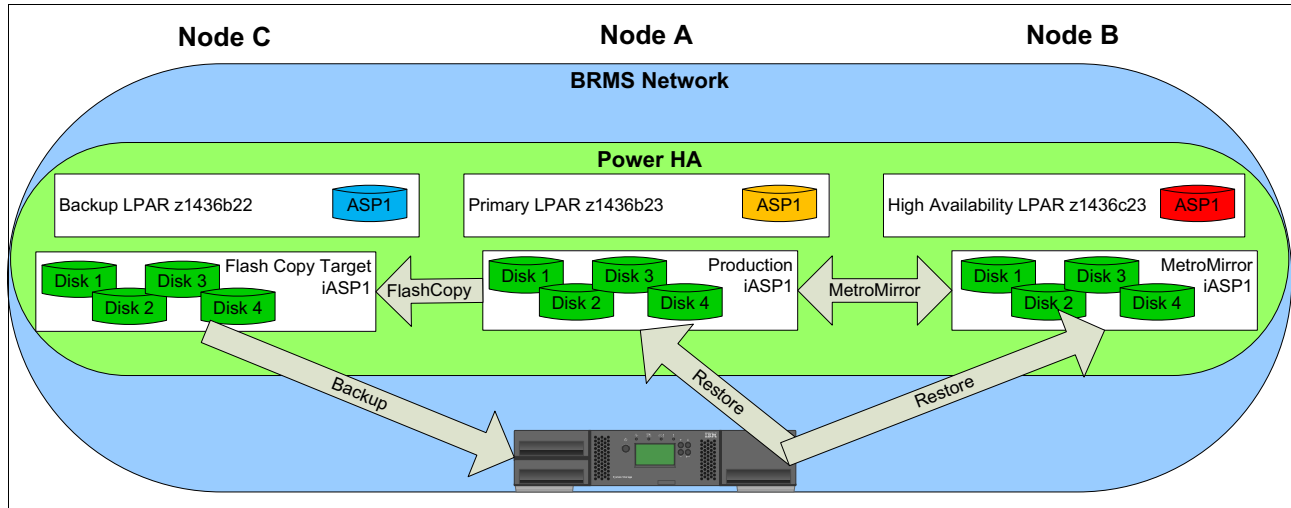 Node C
Node A
Node B
BRMS Network
Power HA
Backup LPAR z1436b22
ASP1
Primary LPAR z1436b23
ASP1
High Availability LPAR z1436c23
ASP1
Disk 1
Disk 2
Disk 3
Disk 4
Flash Copy Target
iASP1
FlashCopy
Disk 1
Disk 2
Disk 3
Disk 4
Production
iASP1
MetroMirror
Disk 1
Disk 2
Disk 3
Disk 4
MetroMirror
iASP1
Backup
Restore
Restore
IBM